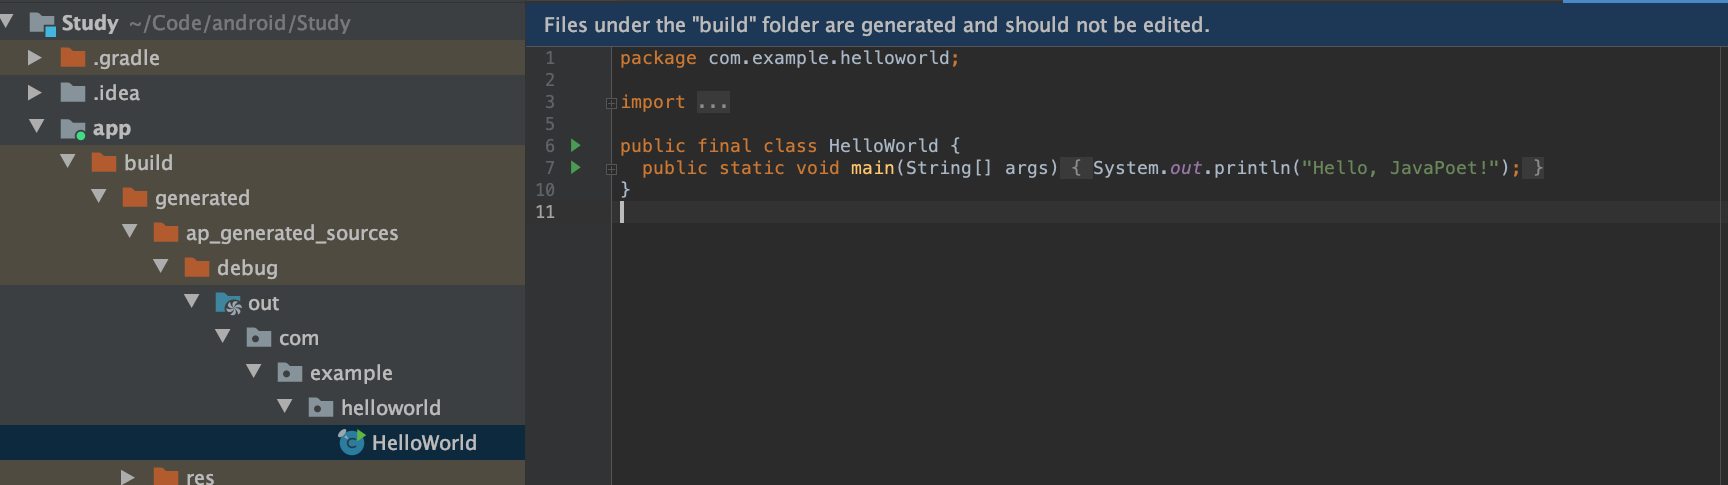 Study ~/Code/android/Study
.gradle
.idea
app
build
generated
ap_generated_sources
debug
out
com
example
helloworld
HelloWorld
res
Files under the "build" folder are generated and should not be edited.
1 package com.example.helloworld;
2
3 import ...
5
6 public final class HelloWorld {
7 public static void main(String[] args) { System.out.println("Hello, JavaPoet!"); }
10 }
11